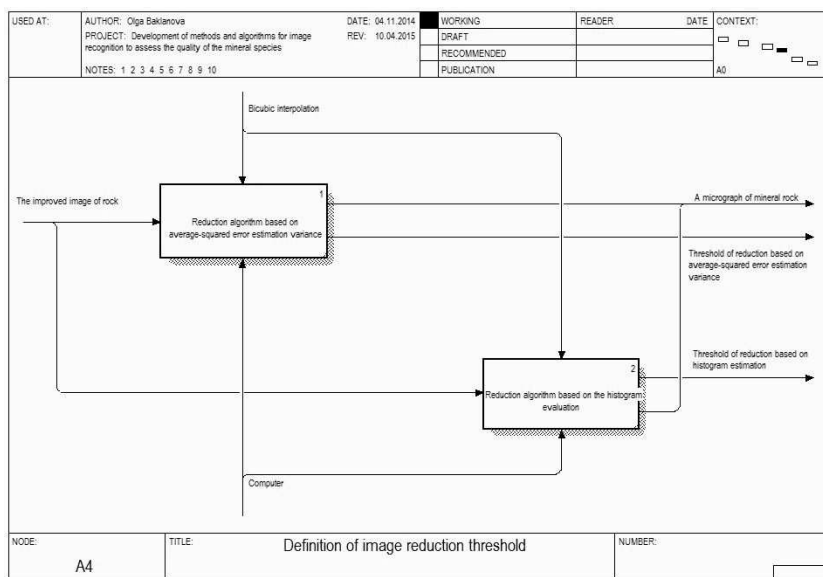 USED AT:
AUTHOR: Olga Baklanova
DATE: 04.11.2014
PROJECT: Development of methods and algorithms for image
REV: 10.04.2015
recognition to assess the quality of the mineral species
NOTES: 1 2 3 4 5 6 7 8 9 10
WORKING
DRAFT
RECOMMENDED
PUBLICATION
READER
DATE
CONTEXT:
A0
Bicubic interpolation
The improved image of rock
1
Reduction algorithm based on
average-squared error estimation variance
A micrograph of mineral rock
Threshold of reduction based on
average-squared error estimation
variance
2
Reduction algorithm based on the histogram
evaluation
Threshold of reduction based on
histogram estimation
Computer
NODE:
A4
TITLE:
Definition of image reduction threshold
NUMBER: